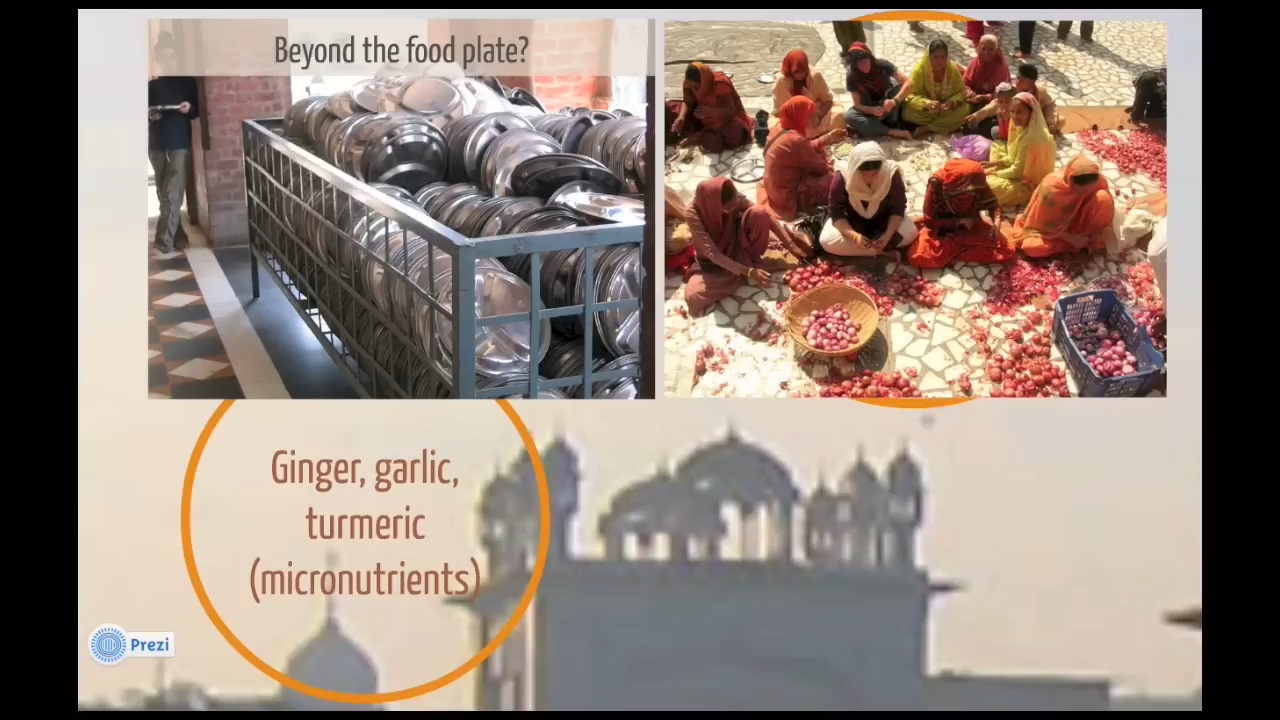 Beyond the food plate?
Ginger, garlic,
turmeric
(micronutrients)
Prezi